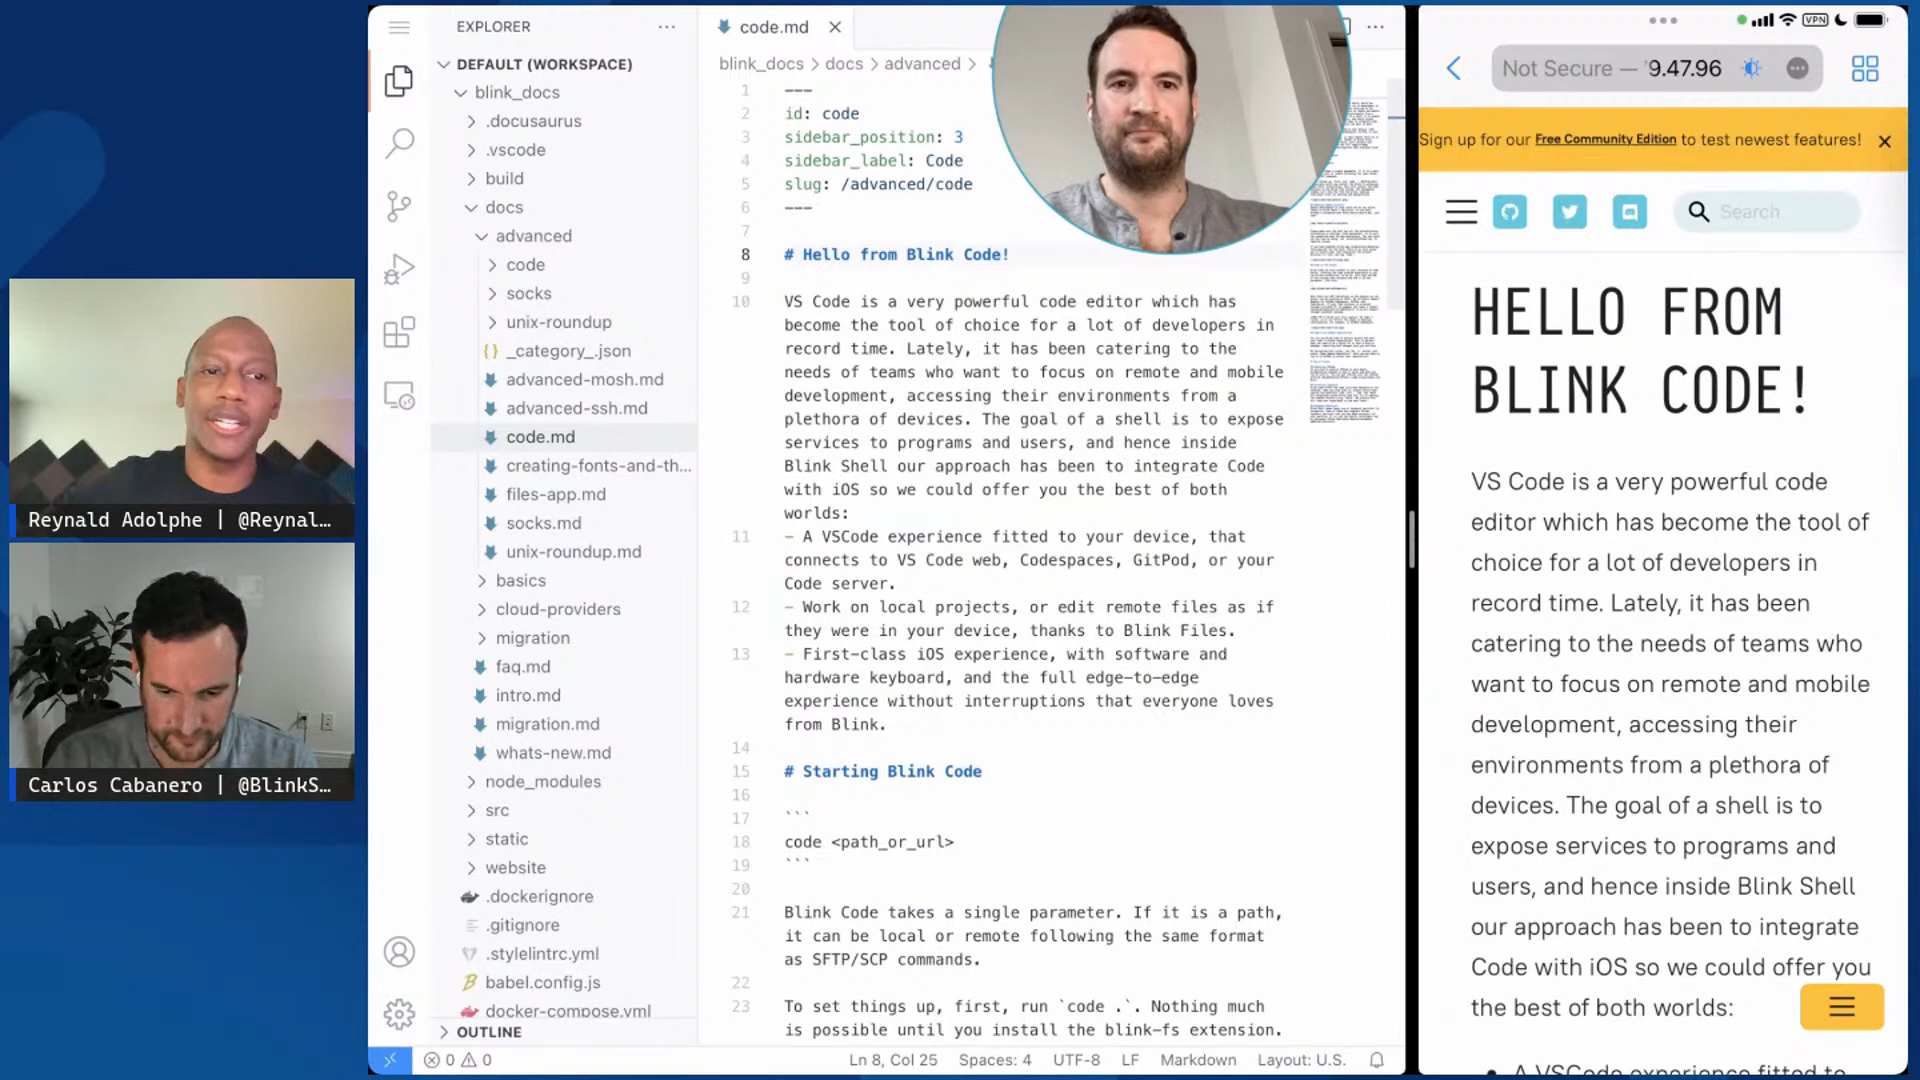 Reynald Adolphe | @Reynal...
Carlos Cabanero | @BlinkS...
EXPLORER
DEFAULT (WORKSPACE)
blink_docs
.docusaurus
.vscode
build
docs
advanced
code
socks
unix-roundup
_category_.json
advanced-mosh.md
advanced-ssh.md
code.md
creating-fonts-and-th...
files-app.md
socks.md
unix-roundup.md
basics
cloud-providers
migration
faq.md
intro.md
migration.md
whats-new.md
node_modules
src
static
website
.dockerignore
.gitignore
.stylelintrc.yml
babel.config.js
docker-compose.yml
OUTLINE
code.md
blink_docs > docs > advanced >
1 ---
2 id: code
3 sidebar_position: 3
4 sidebar_label: Code
5 slug: /advanced/code
6 ---
7
8 # Hello from Blink Code!
9
10 VS Code is a very powerful code editor which has
become the tool of choice for a lot of developers in
record time. Lately, it has been catering to the
needs of teams who want to focus on remote and mobile
development, accessing their environments from a
plethora of devices. The goal of a shell is to expose
services to programs and users, and hence inside
Blink Shell our approach has been to integrate Code
with iOS so we could offer you the best of both
worlds:
11 - A VSCode experience fitted to your device, that
connects to VS Code web, Codespaces, GitPod, or your
Code server.
12 - Work on local projects, or edit remote files as if
they were in your device, thanks to Blink Files.
13 - First-class iOS experience, with software and
hardware keyboard, and the full edge-to-edge
experience without interruptions that everyone loves
from Blink.
14
15 # Starting Blink Code
16
17 ```
18 code <path_or_url>
19 ```
20
21 Blink Code takes a single parameter. If it is a path,
it can be local or remote following the same format
as SFTP/SCP commands.
22
23 To set things up, first, run `code .`. Nothing much
is possible until you install the blink-fs extension.
0 0
Ln 8, Col 25 Spaces: 4 UTF-8 LF Markdown Layout: U.S.
VPN
Not Secure — 9.47.96
Sign up for our Free Community Edition to test newest features!
Search
HELLO FROM
BLINK CODE!
VS Code is a very powerful code
editor which has become the tool of
choice for a lot of developers in
record time. Lately, it has been
catering to the needs of teams who
want to focus on remote and mobile
development, accessing their
environments from a plethora of
devices. The goal of a shell is to
expose services to programs and
users, and hence inside Blink Shell
our approach has been to integrate
Code with iOS so we could offer you
the best of both worlds:
A VSCode experience fitted to